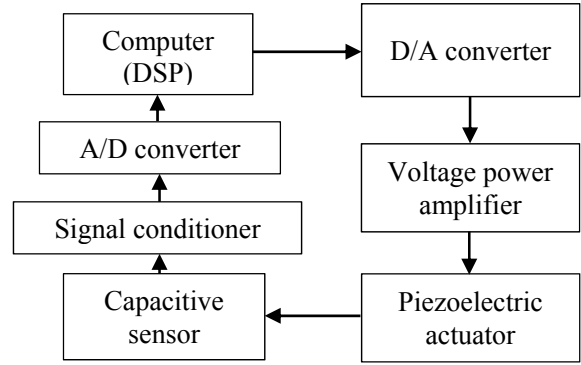 Computer
(DSP)
D/A converter
A/D converter
Voltage power
amplifier
Signal conditioner
Capacitive
sensor
Piezoelectric
actuator